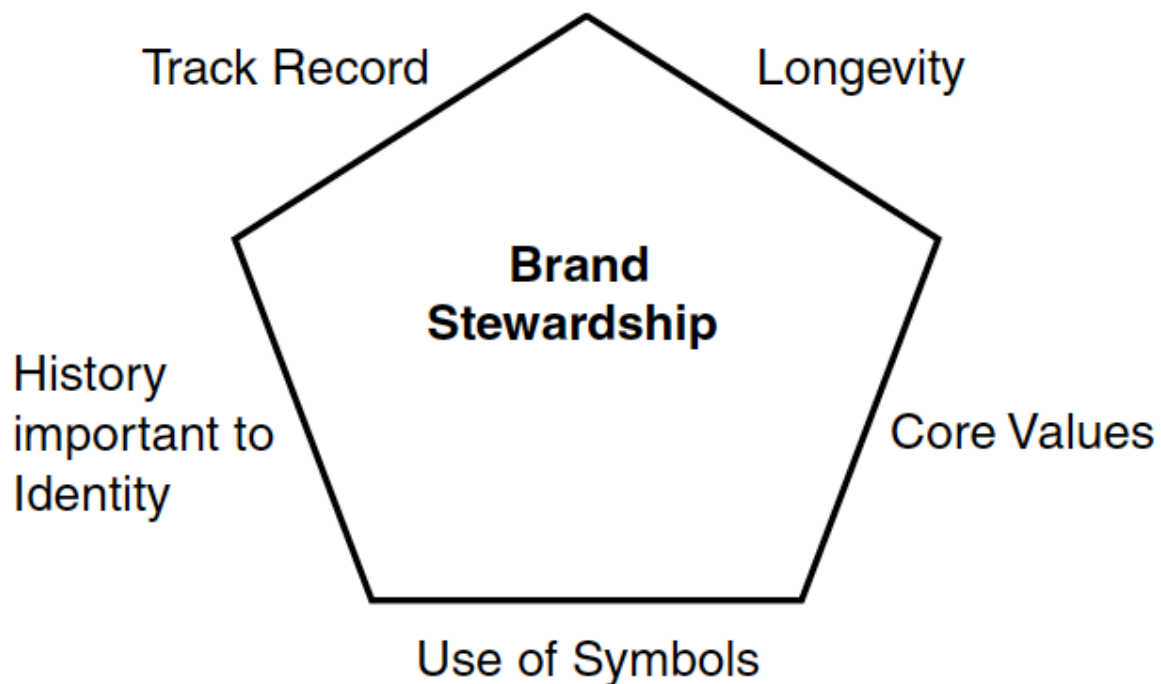 Track Record
Longevity
Brand
Stewardship
History
important to
Identity
Core Values
Use of Symbols